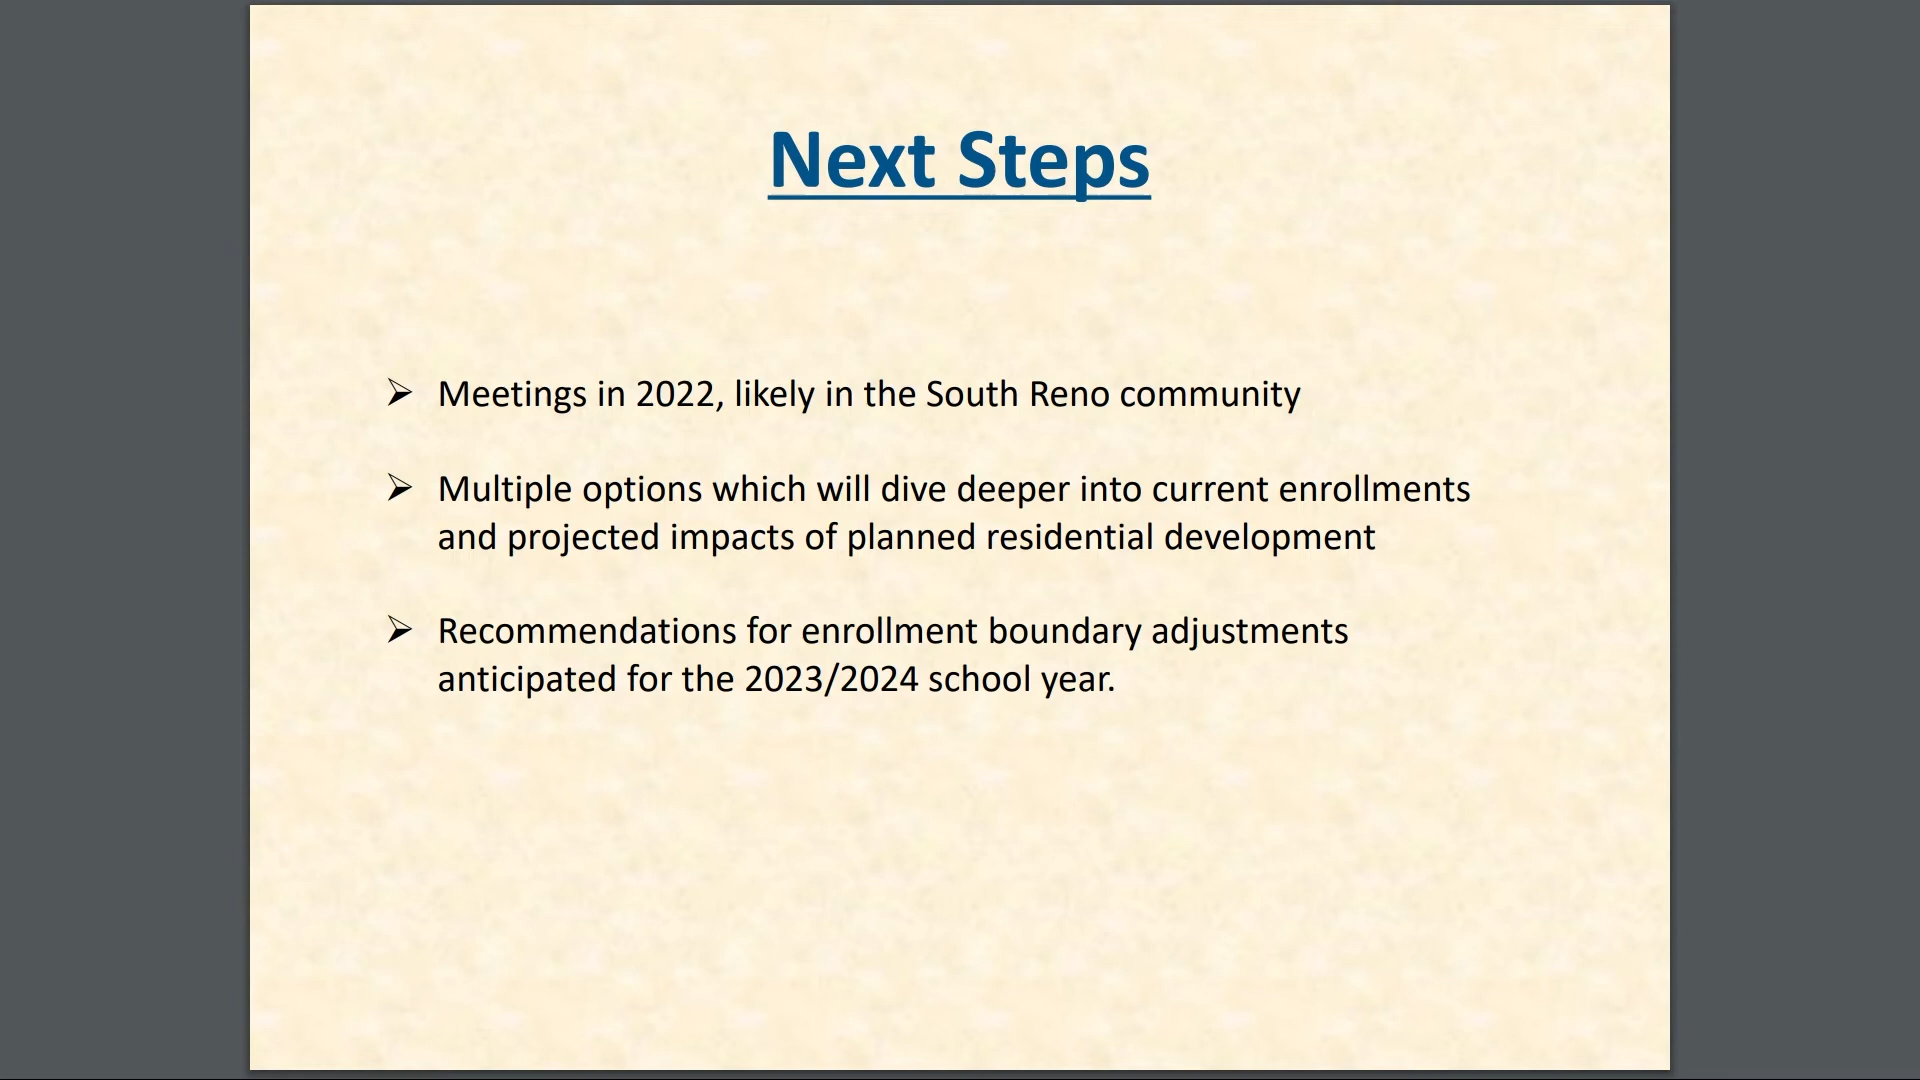 Next Steps
➢ Meetings in 2022, likely in the South Reno community
➢ Multiple options which will dive deeper into current enrollments
and projected impacts of planned residential development
➢ Recommendations for enrollment boundary adjustments
anticipated for the 2023/2024 school year.